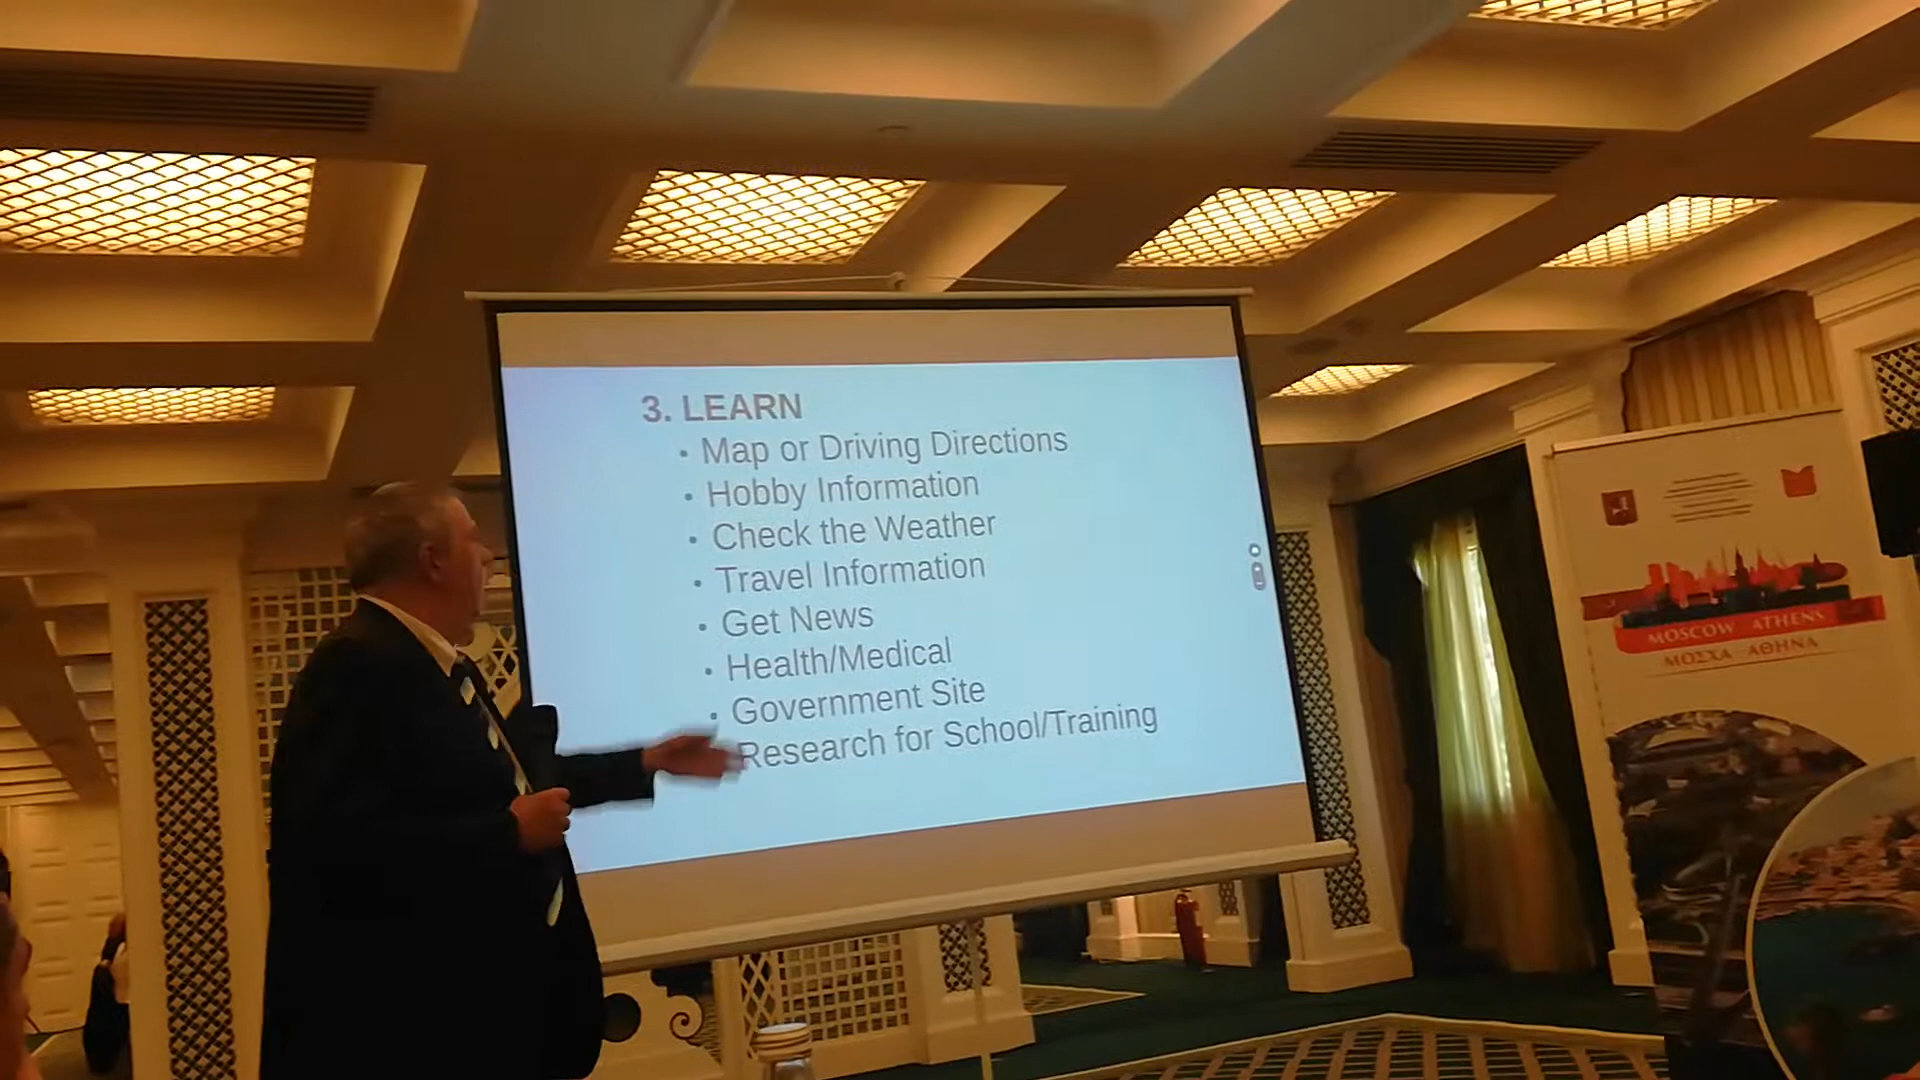 3. LEARN
• Map or Driving Directions
• Hobby Information
• Check the Weather
• Travel Information
• Get News
• Health/Medical
• Government Site
Research for School/Training
MOSCOW ATHENS
ΜΟΣΧΑ ΑΘΗΝΑ